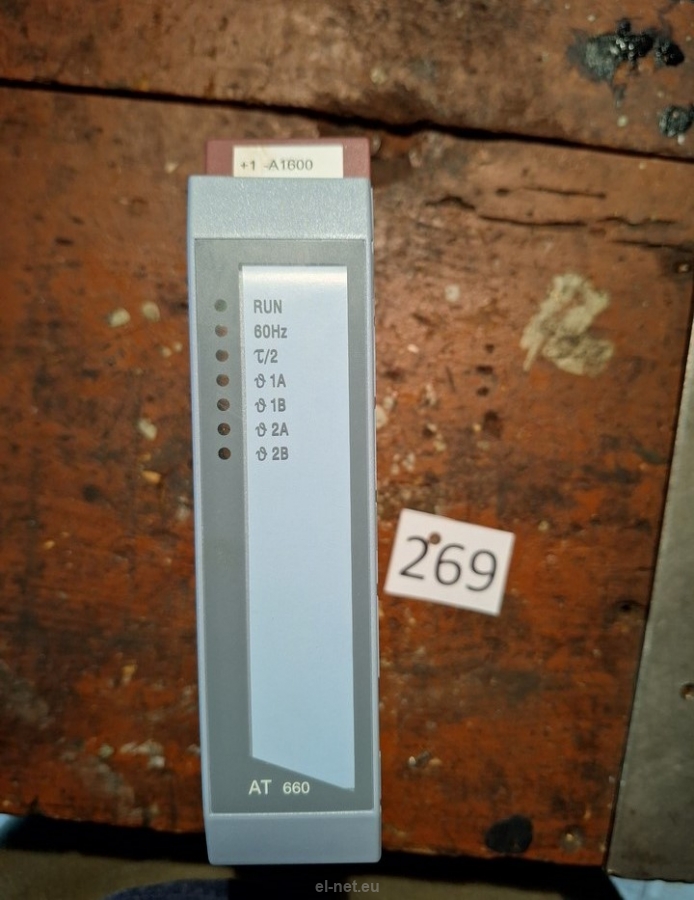 +1 -A1600
RUN
60Hz
τ/2
ϑ 1A
ϑ 1B
ϑ 2A
ϑ 2B
269
AT 660
el-net.eu